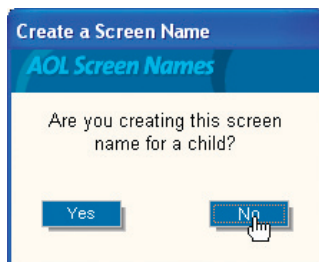 Create a Screen Name
AOL Screen Names
Are you creating this screen
name for a child?
Yes
No